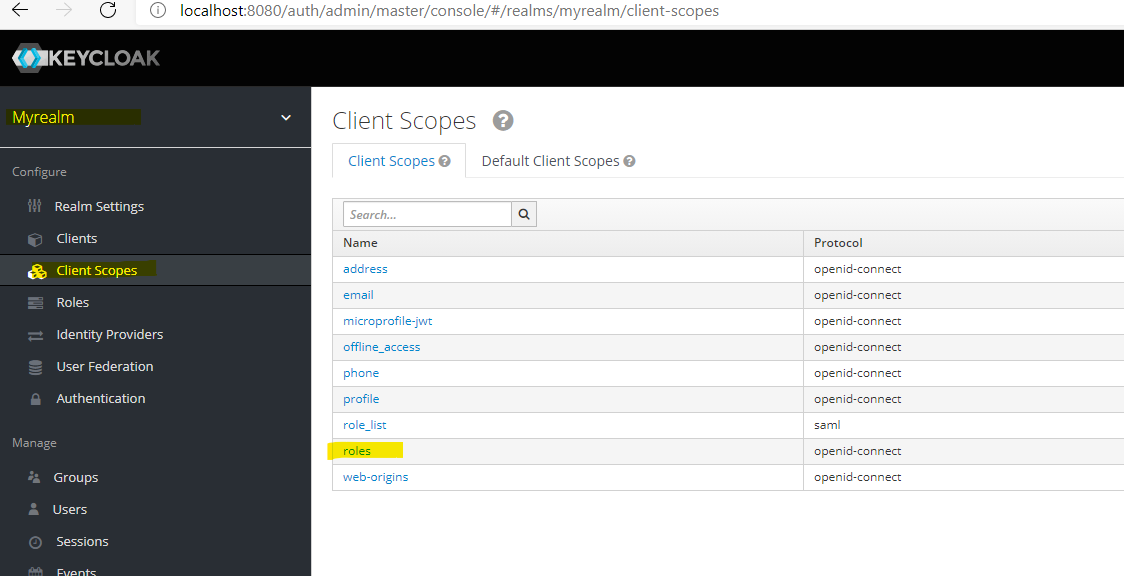 localhost:8080/auth/admin/master/console/#/realms/myrealm/client-scopes
KEYCLOAK
Myrealm
Configure
Realm Settings
Clients
Client Scopes
Roles
Identity Providers
User Federation
Authentication
Manage
Groups
Users
Sessions
Events
Client Scopes ?
Client Scopes ? Default Client Scopes ?
Search...
Name Protocol
address openid-connect
email openid-connect
microprofile-jwt openid-connect
offline_access openid-connect
phone openid-connect
profile openid-connect
role_list saml
roles openid-connect
web-origins openid-connect